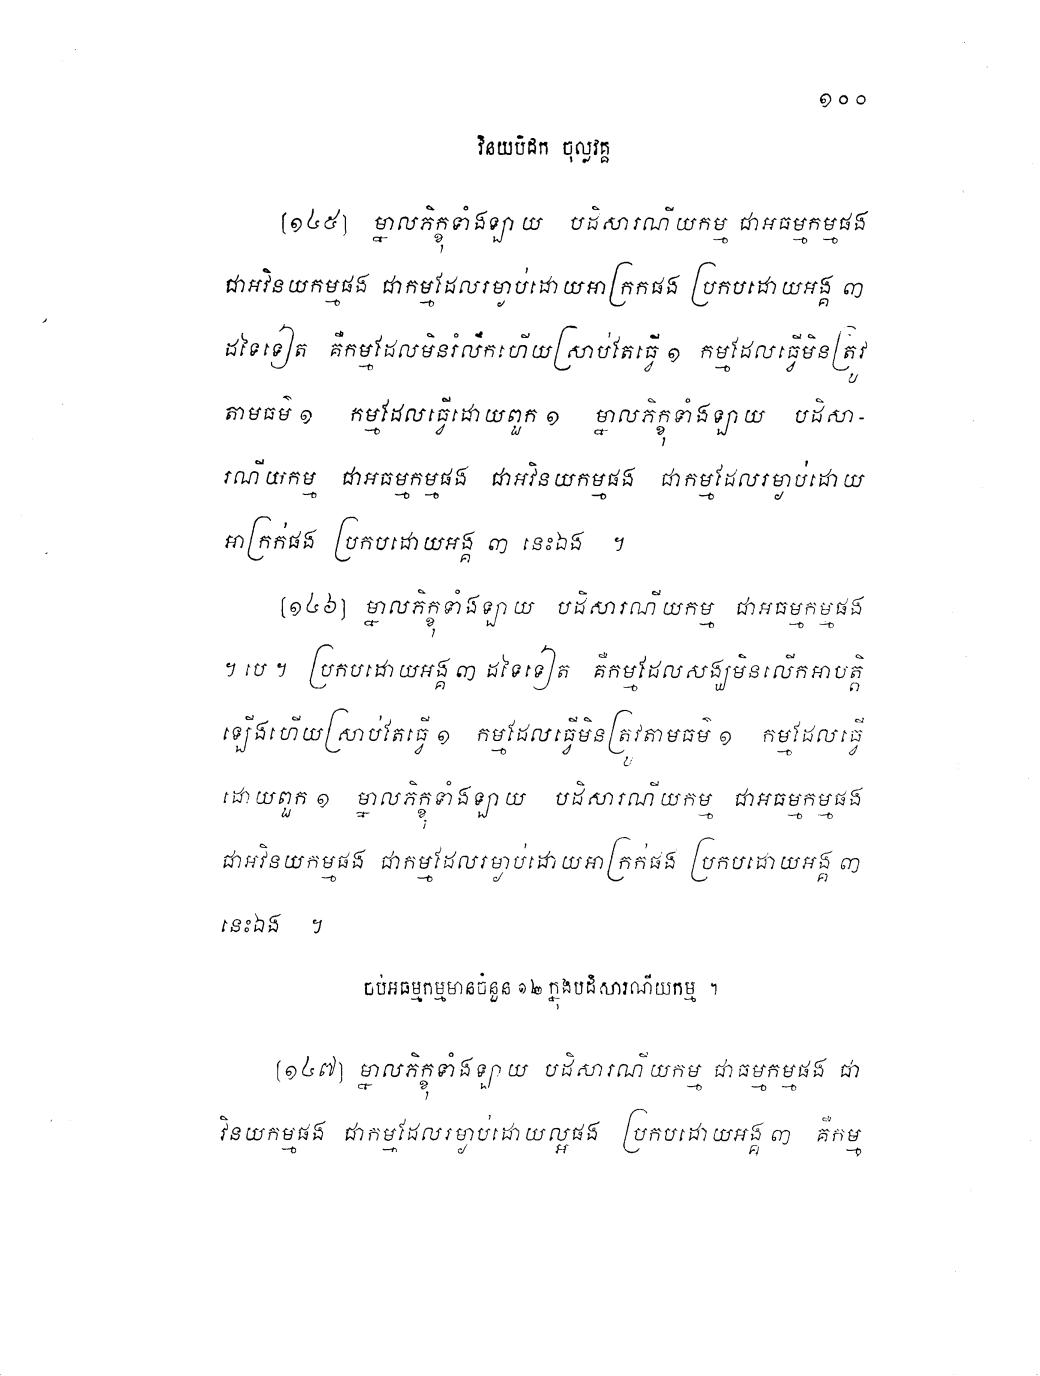 ១០០
វិនយបិដក ចុល្លវគ្គ
[១៤៥] ម្នាលភិក្ខុទាំងឡាយ បដិសារណីយកម្ម ជាអធម្មកម្មផង
ជាអវិនយកម្មផង ជាកម្មដែលរម្ងាប់ដោយអាក្រកផង ប្រកបដោយអង្គ ៣
ដទៃទៀត គឺកម្មដែលមិនរំលឹកហើយស្រាប់តែធ្វើ ១ កម្មដែលធ្វើមិនត្រូវ
តាមធម៌ ១ កម្មដែលធ្វើដោយពួក ១ ម្នាលភិក្ខុទាំងឡាយ បដិសា-
រណីយកម្ម ជាអធម្មកម្មផង ជាអវិនយកម្មផង ជាកម្មដែលរម្ងាប់ដោយ
អាក្រក់ផង ប្រកបដោយអង្គ ៣ នេះឯង ។
[១៤៦] ម្នាលភិក្ខុទាំងឡាយ បដិសារណីយកម្ម ជាអធម្មកម្មផង
។ បេ ។ ប្រកបដោយអង្គ ៣ ដទៃទៀត គឺកម្មដែលសង្ឃមិនលើកអាបត្តិ
ឡើងហើយស្រាប់តែធ្វើ ១ កម្មដែលធ្វើមិនត្រូវតាមធម៌ ១ កម្មដែលធ្វើ
ដោយពួក ១ ម្នាលភិក្ខុទាំងឡាយ បដិសារណីយកម្ម ជាអធម្មកម្មផង
ជាអវិនយកម្មផង ជាកម្មដែលរម្ងាប់ដោយអាក្រក់ផង ប្រកបដោយអង្គ ៣
នេះឯង ។
ចប់អធម្មកម្មមានចំនួន ១២ ក្នុងបដិសារណីយកម្ម ។
[១៤៧] ម្នាលភិក្ខុទាំងឡាយ បដិសារណីយកម្ម ជាធម្មកម្មផង ជា
វិនយកម្មផង ជាកម្មដែលរម្ងាប់ដោយល្អផង ប្រកបដោយអង្គ ៣ គឺកម្ម